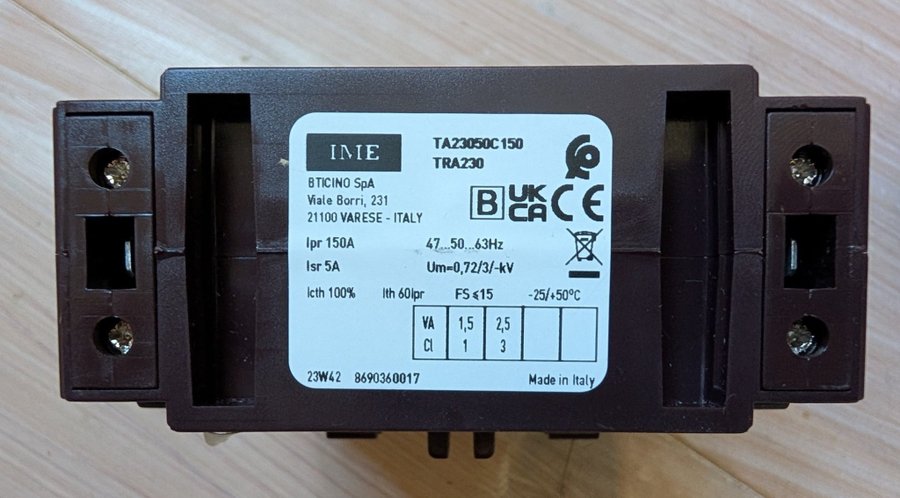 IME
TA23050C150
TRA230
BTICINO SpA
Viale Borri, 231
21100 VARESE - ITALY
B
UK
CA
CE
Ipr 150A 47...50...63Hz
Isr 5A Um=0,72/3/-kV
Icth 100% Ith 60Ipr FS≤15 -25/+50°C
VA 1,5 2,5
Cl 1 3
23W42 8690360017 Made in Italy